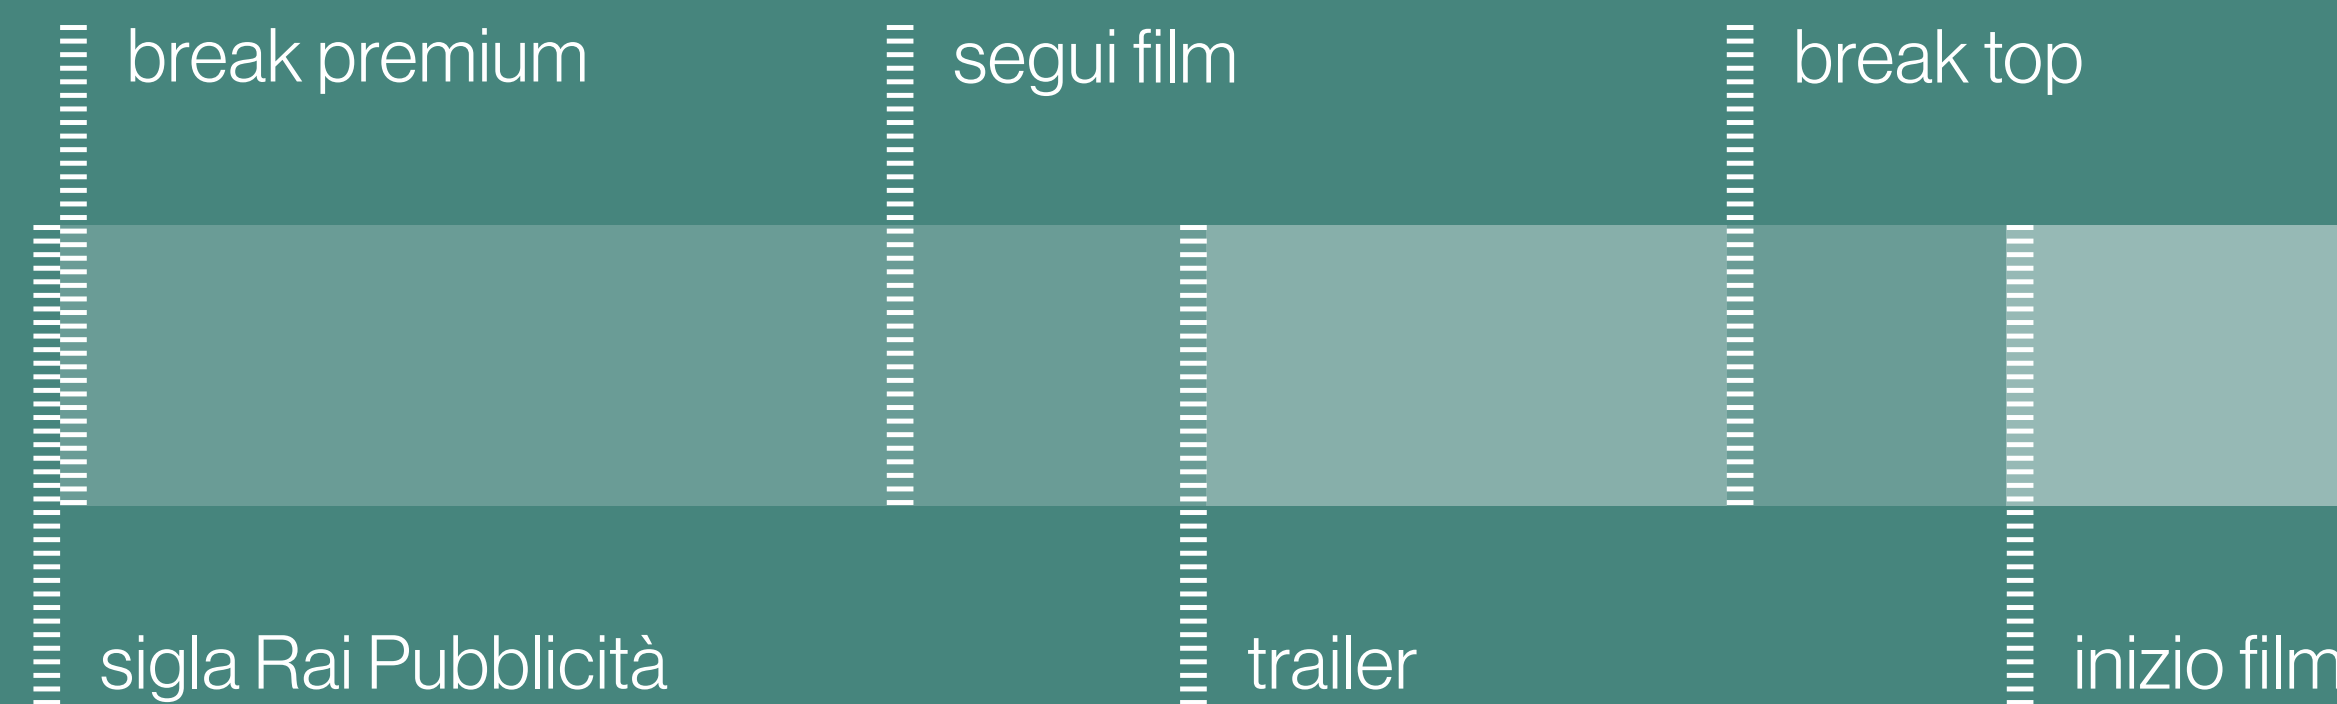 break premium
segui film
break top
sigla Rai Pubblicità
trailer
inizio film